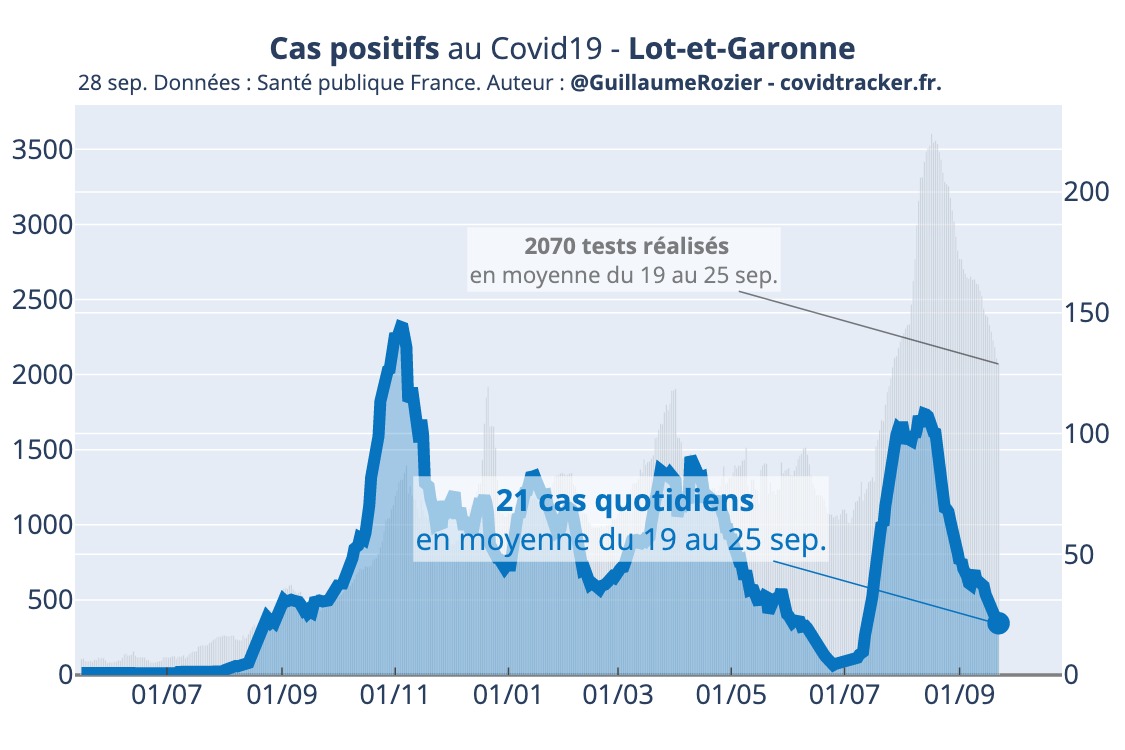 Cas positifs au Covid19 - Lot-et-Garonne
28 sep. Données : Santé publique France. Auteur : @GuillaumeRozier - covidtracker.fr.
3500
3000
2500
2000
1500
1000
500
0
200
150
100
50
0
2070 tests réalisés
en moyenne du 19 au 25 sep.
21 cas quotidiens
en moyenne du 19 au 25 sep.
01/07 01/09 01/11 01/01 01/03 01/05 01/07 01/09